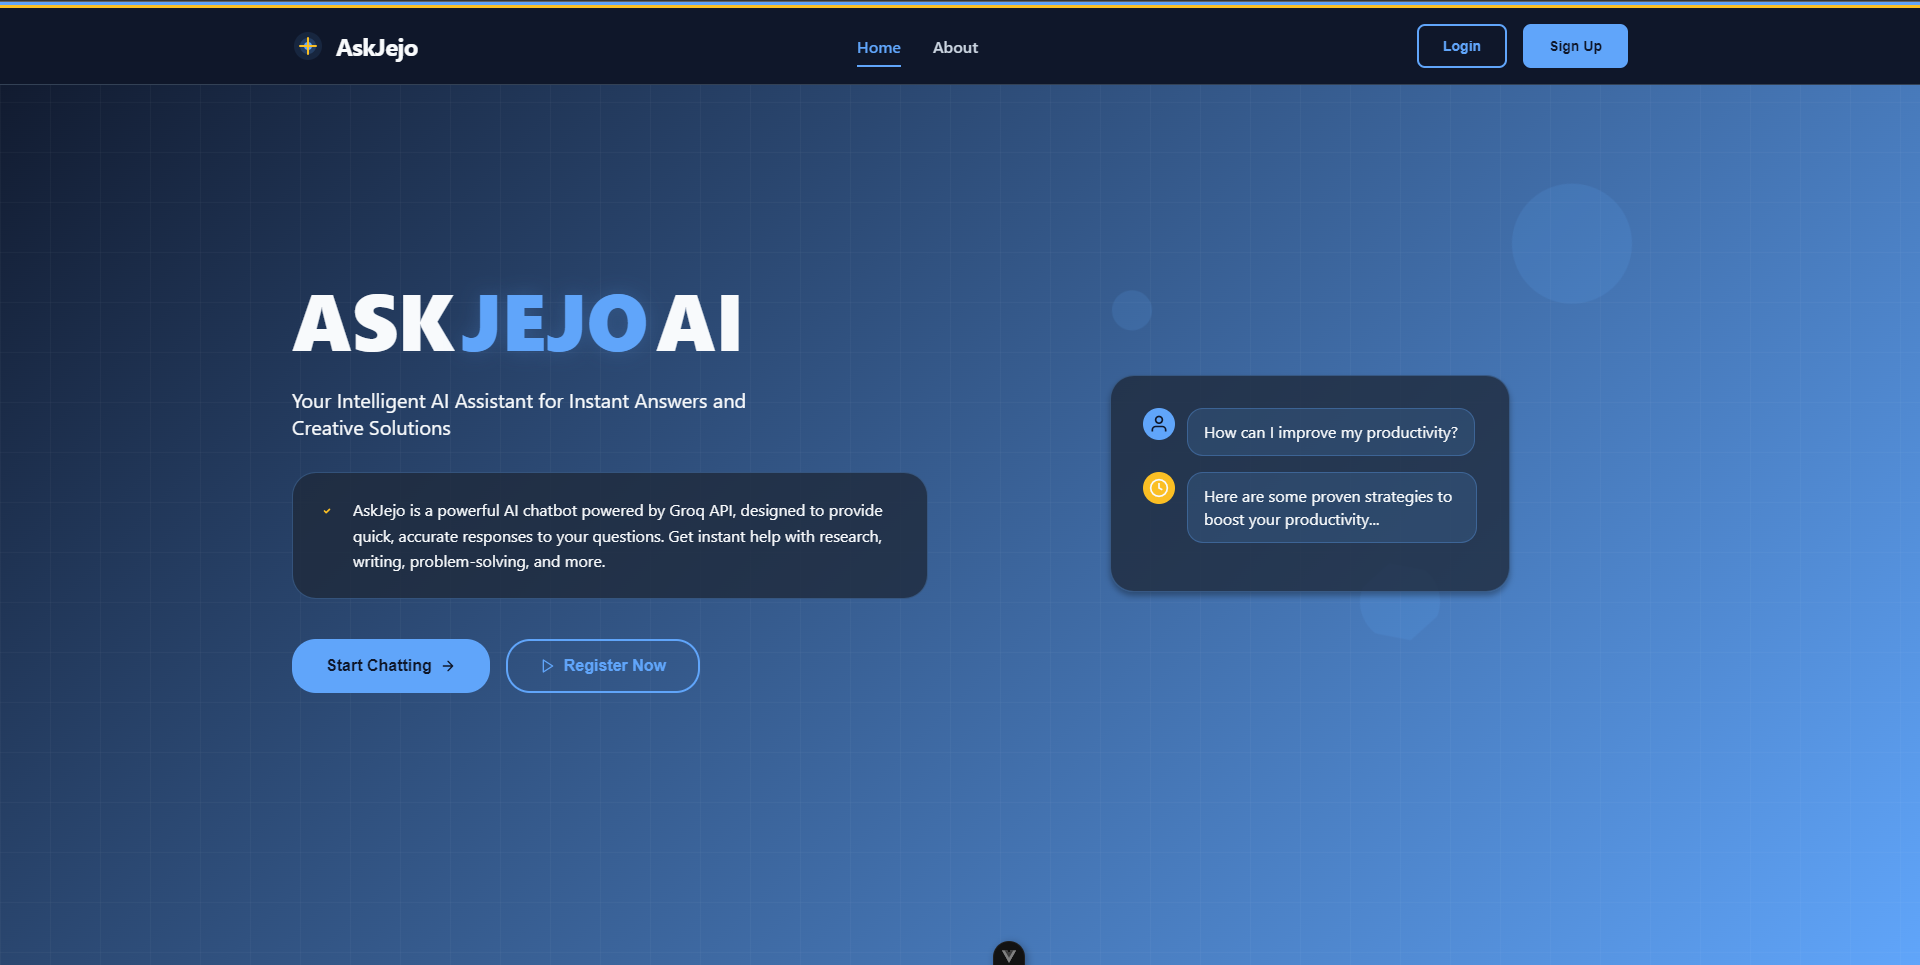 AskJejo
Home
About
Login
Sign Up
ASK JEJO AI
Your Intelligent AI Assistant for Instant Answers and
Creative Solutions
AskJejo is a powerful AI chatbot powered by Groq API, designed to provide
quick, accurate responses to your questions. Get instant help with research,
writing, problem-solving, and more.
Start Chatting →
Register Now
How can I improve my productivity?
Here are some proven strategies to
boost your productivity...